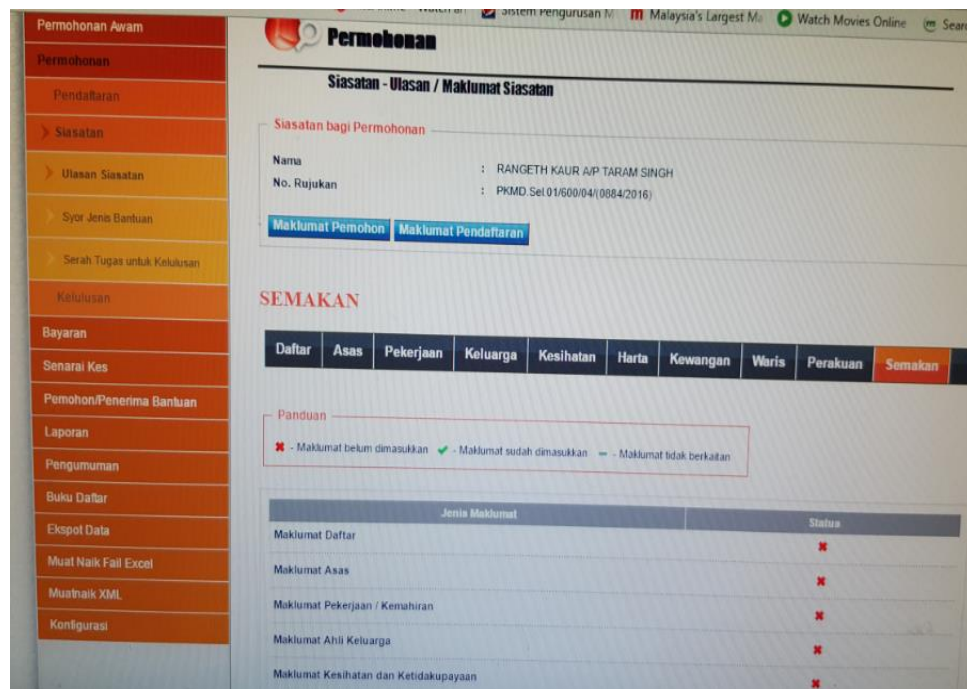 Sistem Pengurusan M
Malaysia's Largest Ma
Watch Movies Online
Sear
Permohonan Awam
Permohonan
Pendaftaran
Siasatan
Ulasan Siasatan
Syor Jenis Bantuan
Serah Tugas untuk Kelulusan
Kelulusan
Bayaran
Senarai Kes
Pemohon/Penerima Bantuan
Laporan
Pengumuman
Buku Daftar
Ekspot Data
Muat Naik Fail Excel
Muatnaik XML
Konfigurasi
Permohonan
Siasatan - Ulasan / Maklumat Siasatan
Siasatan bagi Permohonan
Nama : RANGETH KAUR A/P TARAM SINGH
No. Rujukan : PKMD.Sel.01/600/04/(0884/2016)
Maklumat Pemohon Maklumat Pendaftaran
SEMAKAN
Daftar Asas Pekerjaan Keluarga Kesihatan Harta Kewangan Waris Perakuan Semakan
Panduan
✖ - Maklumat belum dimasukkan ✔ - Maklumat sudah dimasukkan − - Maklumat tidak berkaitan
Jenis Maklumat Status
Maklumat Daftar ✖
Maklumat Asas ✖
Maklumat Pekerjaan / Kemahiran ✖
Maklumat Ahli Keluarga ✖
Maklumat Kesihatan dan Ketidakupayaan ✖